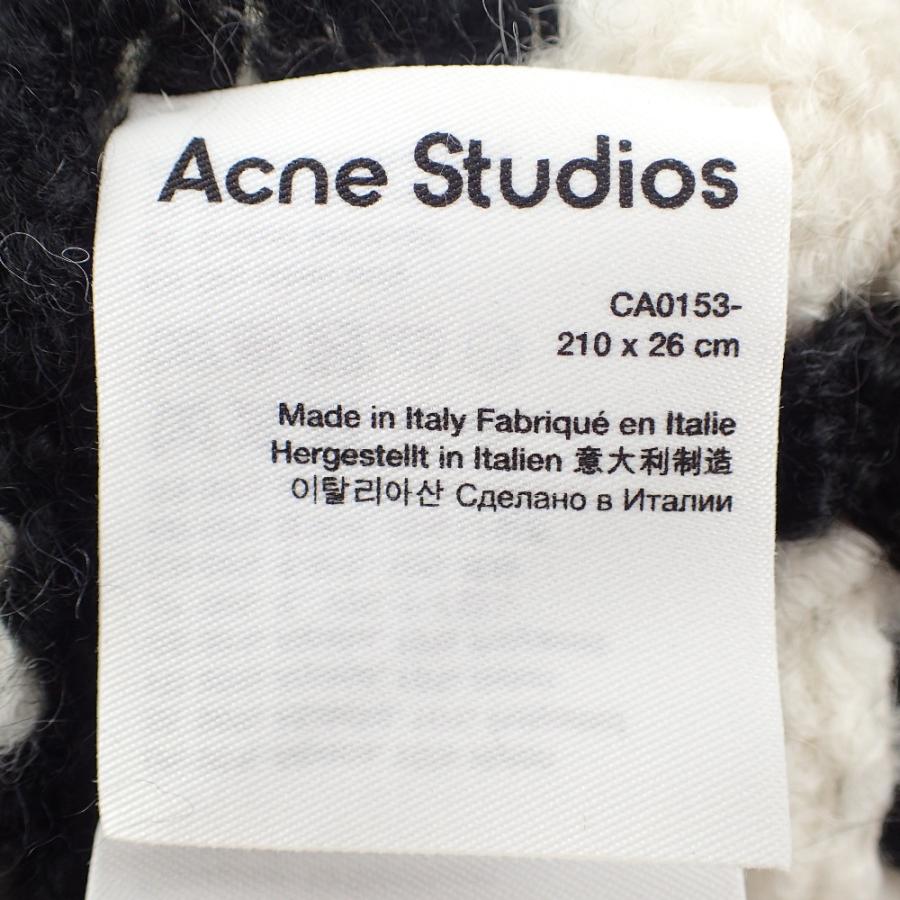 Acne Studios
CA0153-
210 x 26 cm
Made in Italy Fabriqué en Italie
Hergestellt in Italien 意大利制造
이탈리아산 Сделано в Италии